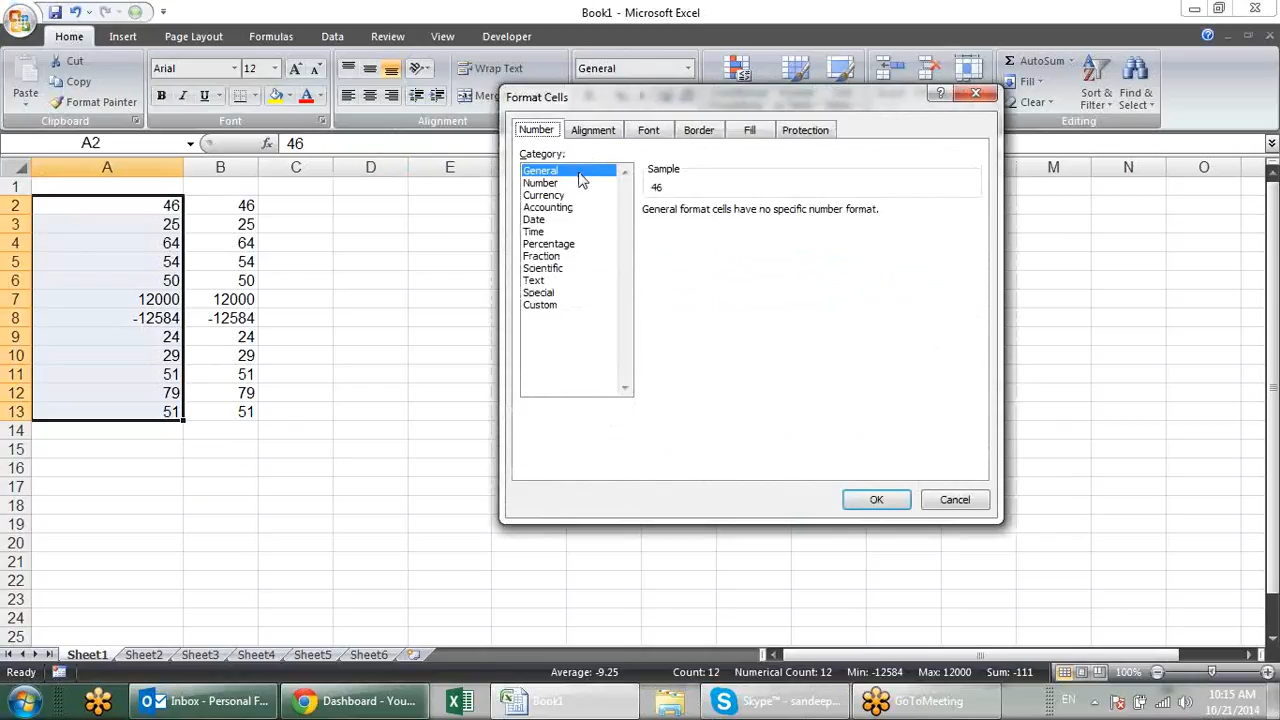 Book1 - Microsoft Excel
Home Insert Page Layout Formulas Data Review View Developer
Cut
Copy
Format Painter
Paste
Clipboard
Arial 12
B I U
Font
Wrap Text
Alignment
General
AutoSum
Fill
Clear
Sort & Filter
Find & Select
Editing
A2 fx 46
A B C D E M N O
1
2 46 46
3 25 25
4 64 64
5 54 54
6 50 50
7 12000 12000
8 -12584 -12584
9 24 24
10 29 29
11 51 51
12 79 79
13 51 51
14
15
16
17
18
19
20
21
22
23
24
25
Format Cells
Number Alignment Font Border Fill Protection
Category:
General
Number
Currency
Accounting
Date
Time
Percentage
Fraction
Scientific
Text
Special
Custom
Sample
46
General format cells have no specific number format.
OK Cancel
Sheet1 Sheet2 Sheet3 Sheet4 Sheet5 Sheet6
Ready Average: -9.25 Count: 12 Numerical Count: 12 Min: -12584 Max: 12000 Sum: -111 100%
Inbox - Personal F... Dashboard - You... Book1 Skype™ - sandeep... GoToMeeting EN 10:15 AM
10/21/2014